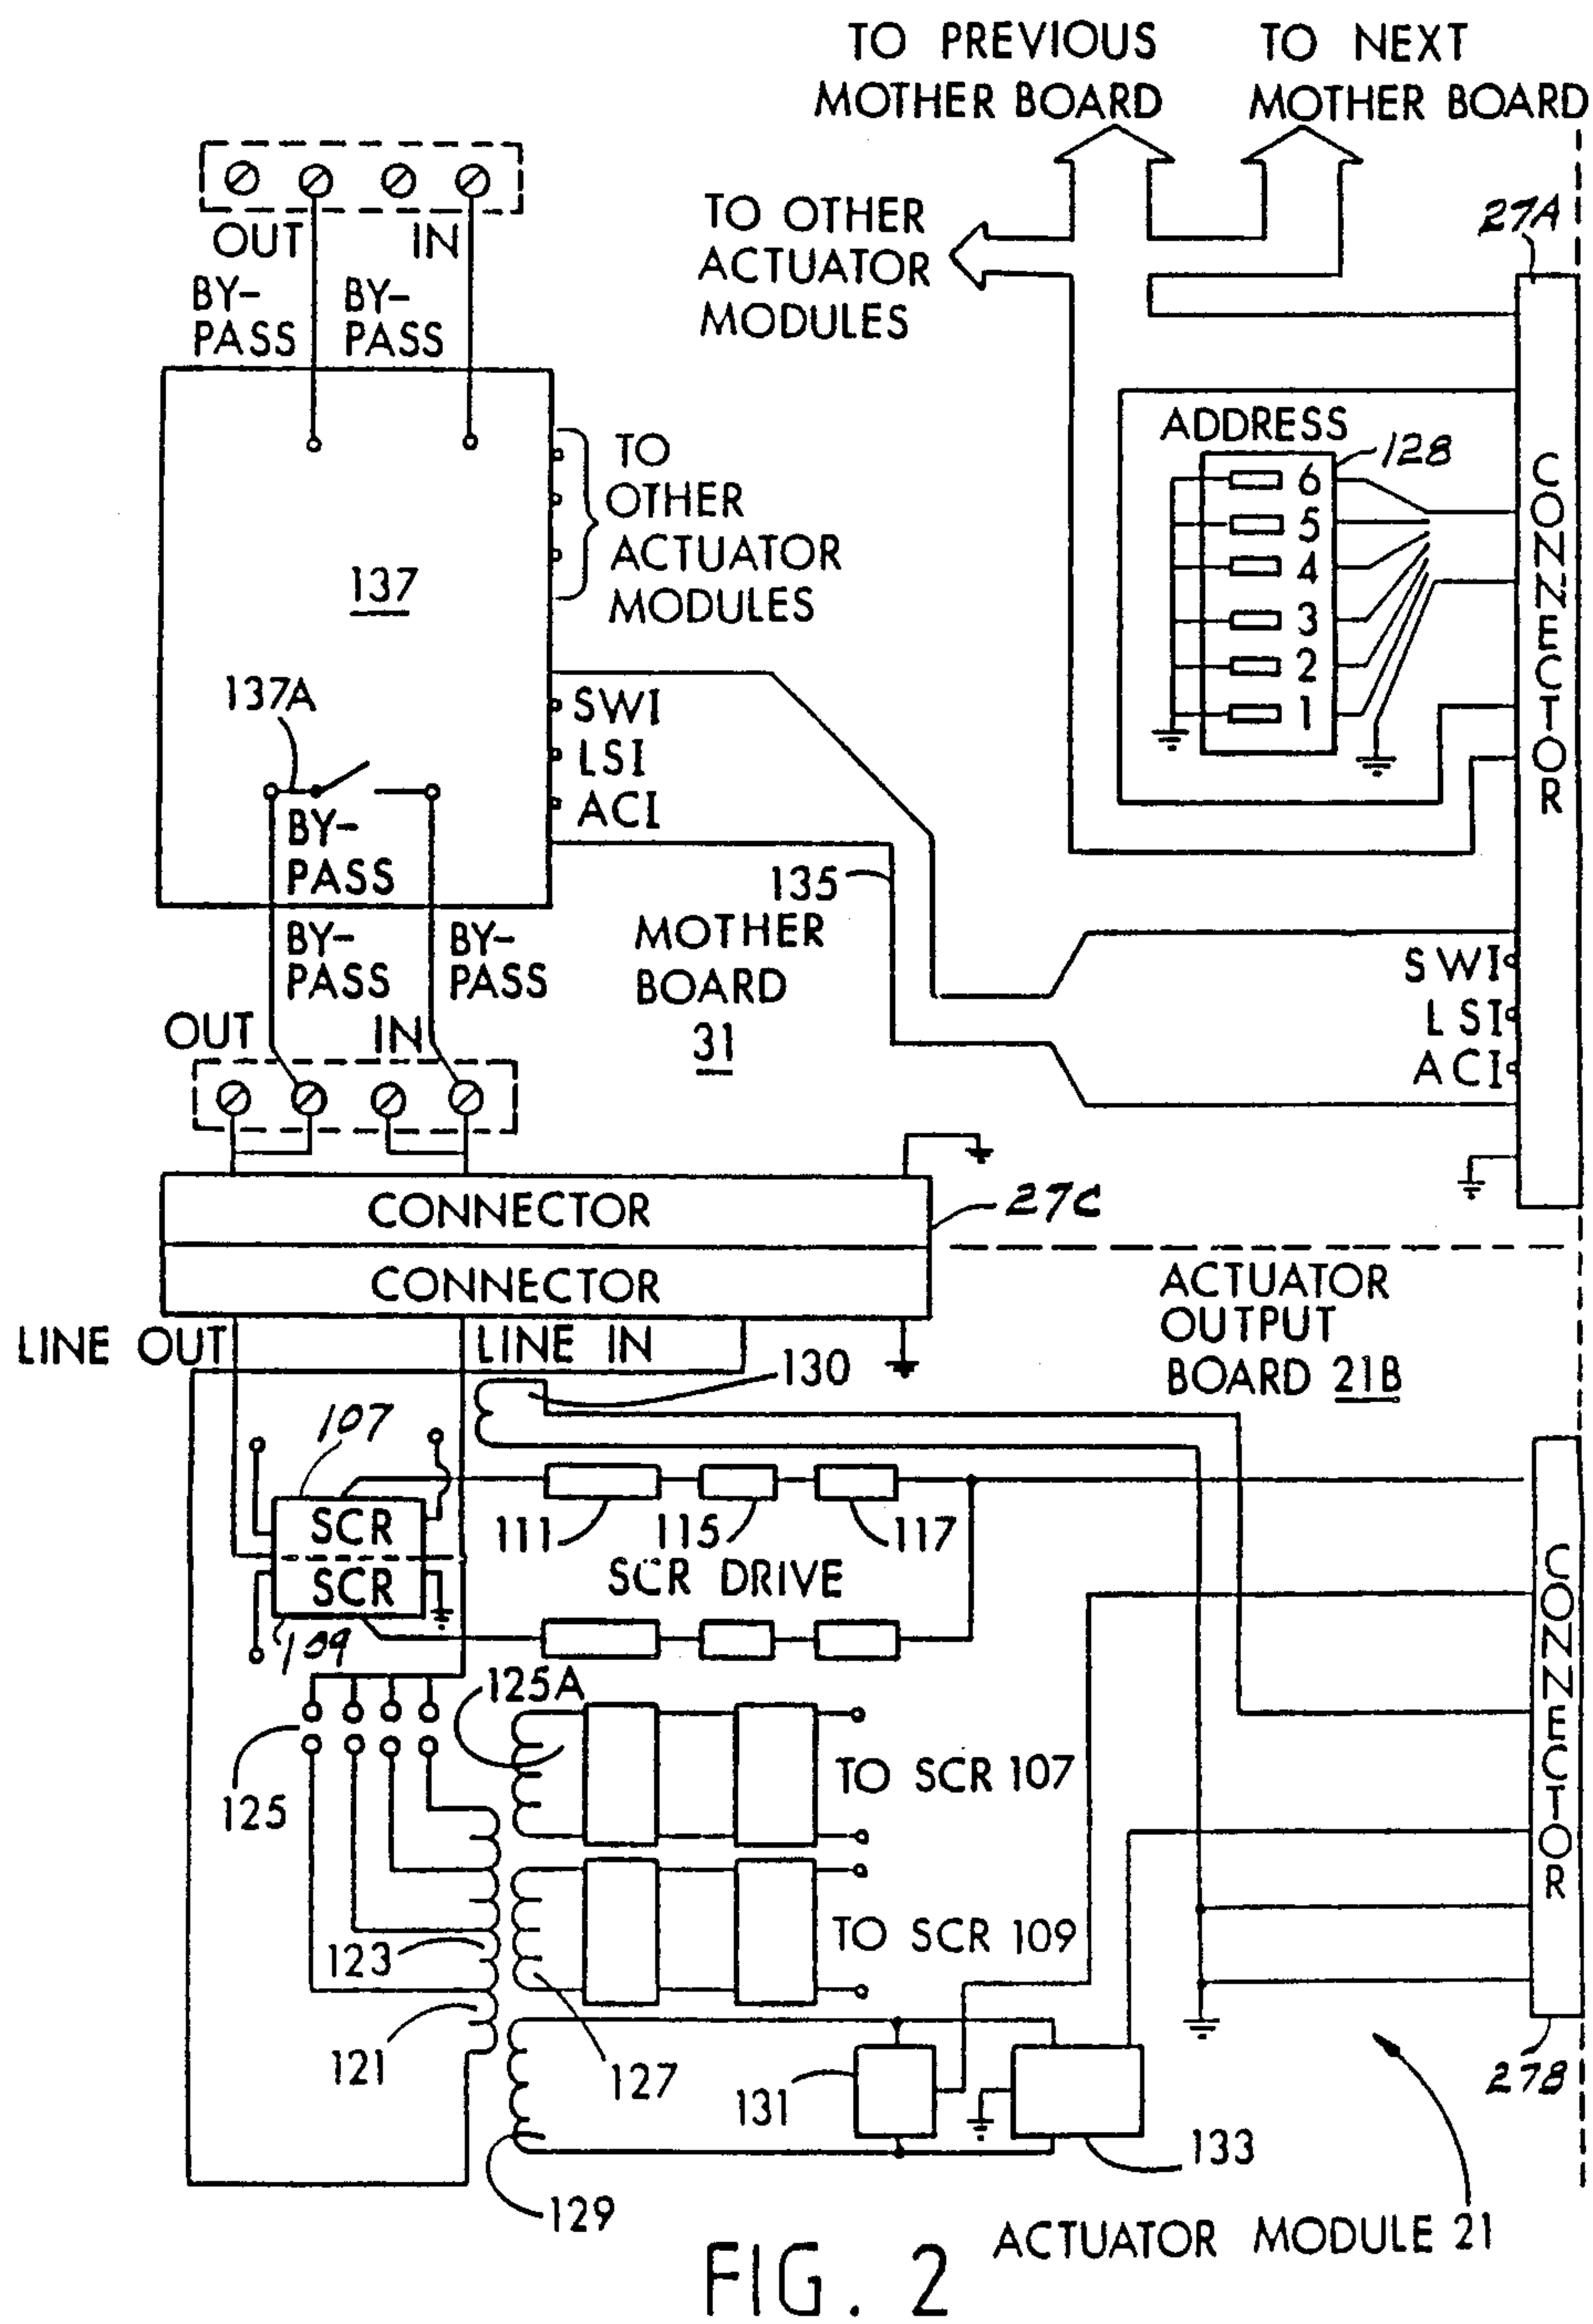 TO PREVIOUS
MOTHER BOARD
TO NEXT
MOTHER BOARD
TO OTHER
ACTUATOR
MODULES
27A
OUT
IN
BY-
PASS
BY-
PASS
ADDRESS
128
6
5
4
3
2
1
CONNECTOR
TO
OTHER
ACTUATOR
MODULES
137
137A
SWI
LSI
ACI
BY-
PASS
135
BY-
PASS
BY-
PASS
MOTHER
BOARD
31
SWI
LSI
ACI
OUT
IN
CONNECTOR
27C
CONNECTOR
ACTUATOR
OUTPUT
BOARD 21B
LINE OUT
LINE IN
130
107
SCR
SCR
109
111
115
117
SCR DRIVE
CONNECTOR
125A
125
TO SCR 107
TO SCR 109
123
121
127
131
133
129
27B
ACTUATOR MODULE 21
FIG. 2